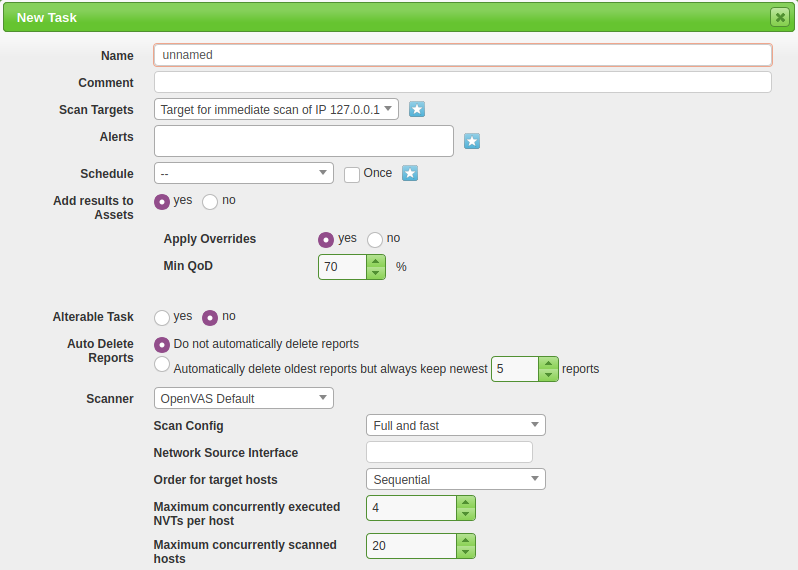 New Task
Name unnamed
Comment
Scan Targets Target for immediate scan of IP 127.0.0.1
Alerts
Schedule -- Once
Add results to
Assets
yes no
Apply Overrides yes no
Min QoD 70 %
Alterable Task yes no
Auto Delete
Reports
Do not automatically delete reports
Automatically delete oldest reports but always keep newest 5 reports
Scanner OpenVAS Default
Scan Config Full and fast
Network Source Interface
Order for target hosts Sequential
Maximum concurrently executed
NVTs per host
4
Maximum concurrently scanned
hosts
20